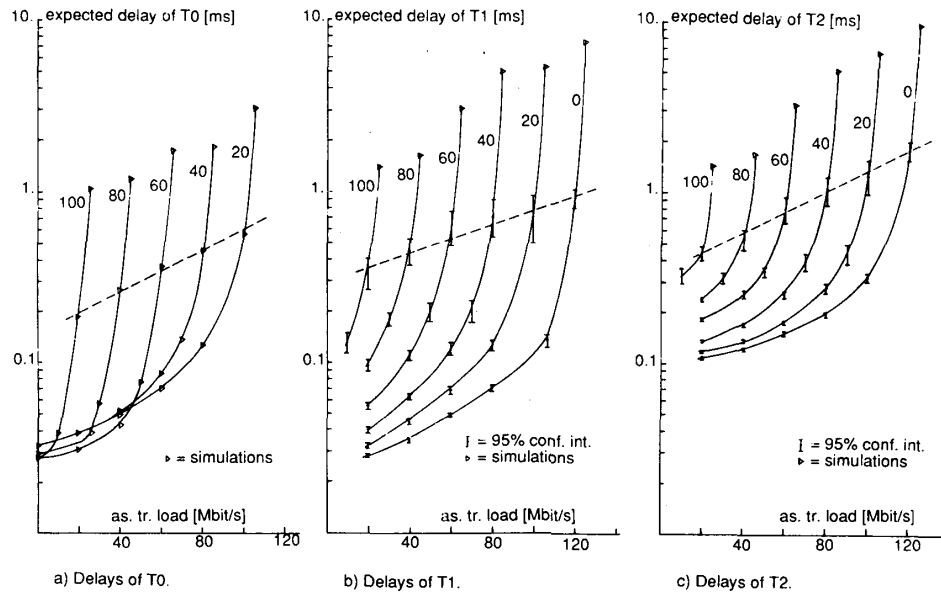 expected delay of T0 [ms]
10.
1.
0.1
100
80
60
40
20
▹ = simulations
as. tr. load [Mbit/s]
40
80
120
a) Delays of T0.
expected delay of T1 [ms]
10.
1.
0.1
100
80
60
40
20
0
I = 95% conf. int.
▹ = simulations
as. tr. load [Mbit/s]
40
80
120
b) Delays of T1.
expected delay of T2 [ms]
10.
1.
0.1
100
80
60
40
20
0
I = 95% conf. int.
▹ = simulations
as. tr. load [Mbit/s]
40
80
120
c) Delays of T2.